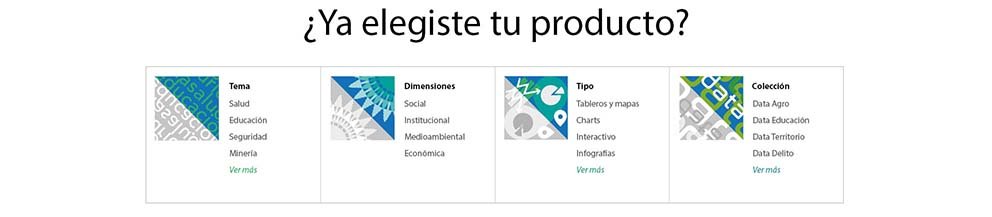 ¿Ya elegiste tu producto?
Tema
Salud
Educación
Seguridad
Minería
Ver más
Dimensiones
Social
Institucional
Medioambiental
Económica
Tipo
Tableros y mapas
Charts
Interactivo
Infografías
Ver más
Colección
Data Agro
Data Educación
Data Territorio
Data Delito
Ver más
data